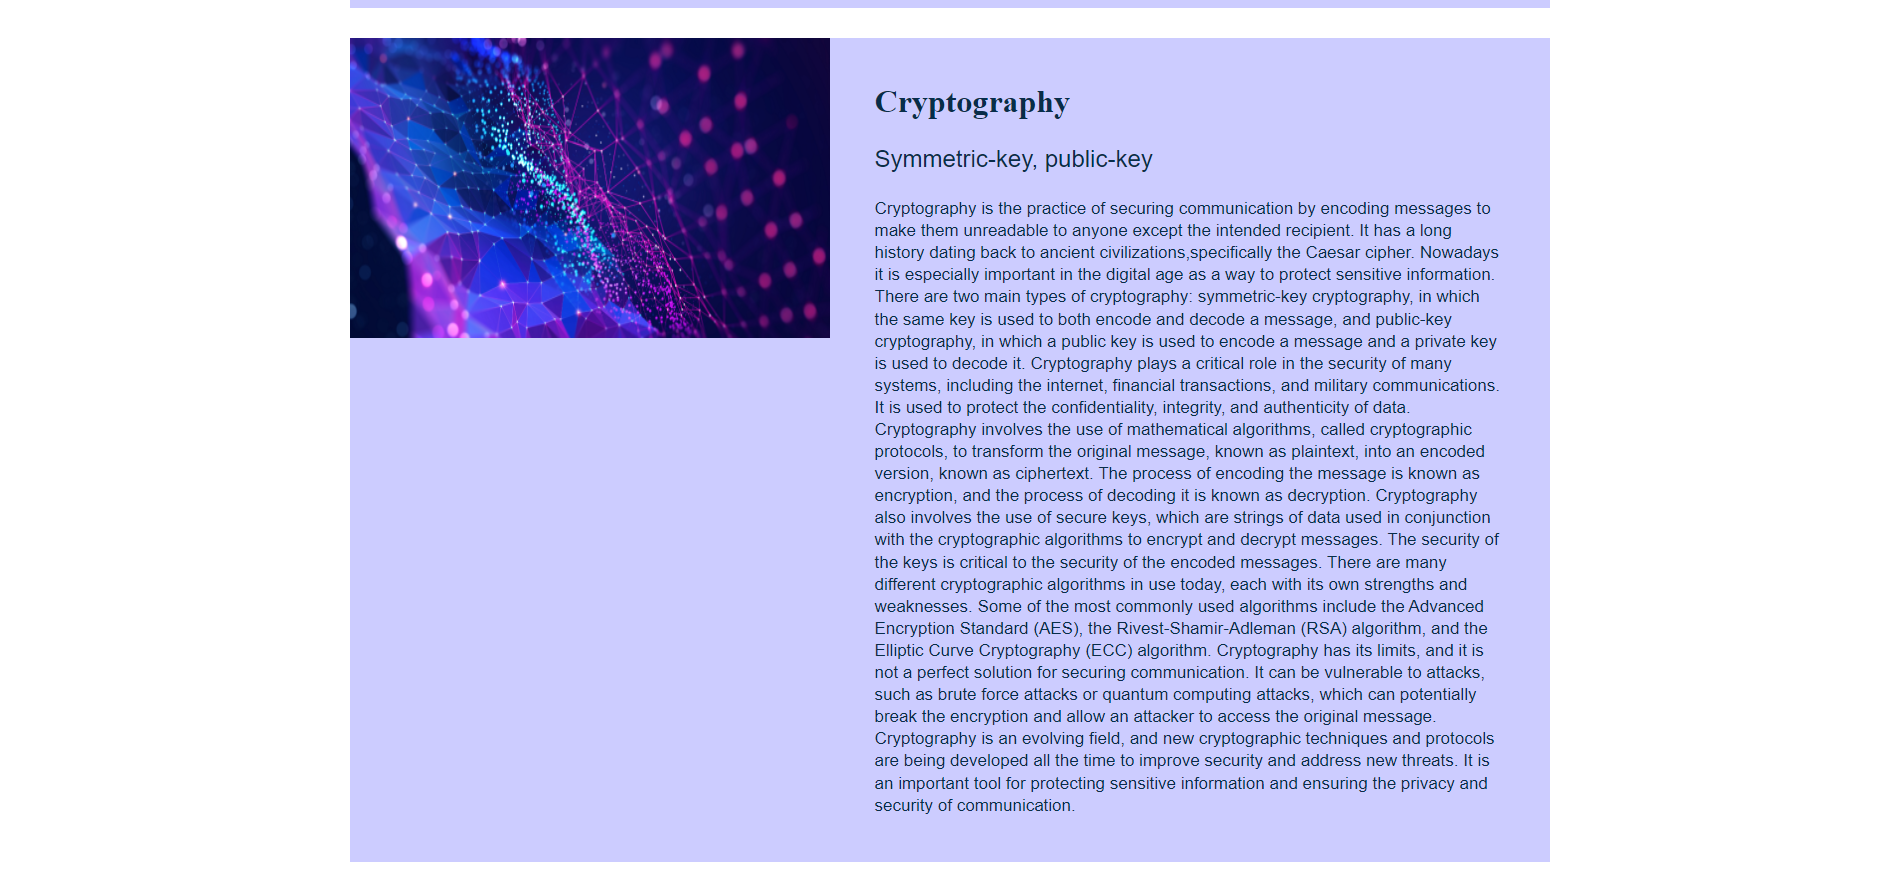 Cryptography
Symmetric-key, public-key
Cryptography is the practice of securing communication by encoding messages to
make them unreadable to anyone except the intended recipient. It has a long
history dating back to ancient civilizations,specifically the Caesar cipher. Nowadays
it is especially important in the digital age as a way to protect sensitive information.
There are two main types of cryptography: symmetric-key cryptography, in which
the same key is used to both encode and decode a message, and public-key
cryptography, in which a public key is used to encode a message and a private key
is used to decode it. Cryptography plays a critical role in the security of many
systems, including the internet, financial transactions, and military communications.
It is used to protect the confidentiality, integrity, and authenticity of data.
Cryptography involves the use of mathematical algorithms, called cryptographic
protocols, to transform the original message, known as plaintext, into an encoded
version, known as ciphertext. The process of encoding the message is known as
encryption, and the process of decoding it is known as decryption. Cryptography
also involves the use of secure keys, which are strings of data used in conjunction
with the cryptographic algorithms to encrypt and decrypt messages. The security of
the keys is critical to the security of the encoded messages. There are many
different cryptographic algorithms in use today, each with its own strengths and
weaknesses. Some of the most commonly used algorithms include the Advanced
Encryption Standard (AES), the Rivest-Shamir-Adleman (RSA) algorithm, and the
Elliptic Curve Cryptography (ECC) algorithm. Cryptography has its limits, and it is
not a perfect solution for securing communication. It can be vulnerable to attacks,
such as brute force attacks or quantum computing attacks, which can potentially
break the encryption and allow an attacker to access the original message.
Cryptography is an evolving field, and new cryptographic techniques and protocols
are being developed all the time to improve security and address new threats. It is
an important tool for protecting sensitive information and ensuring the privacy and
security of communication.